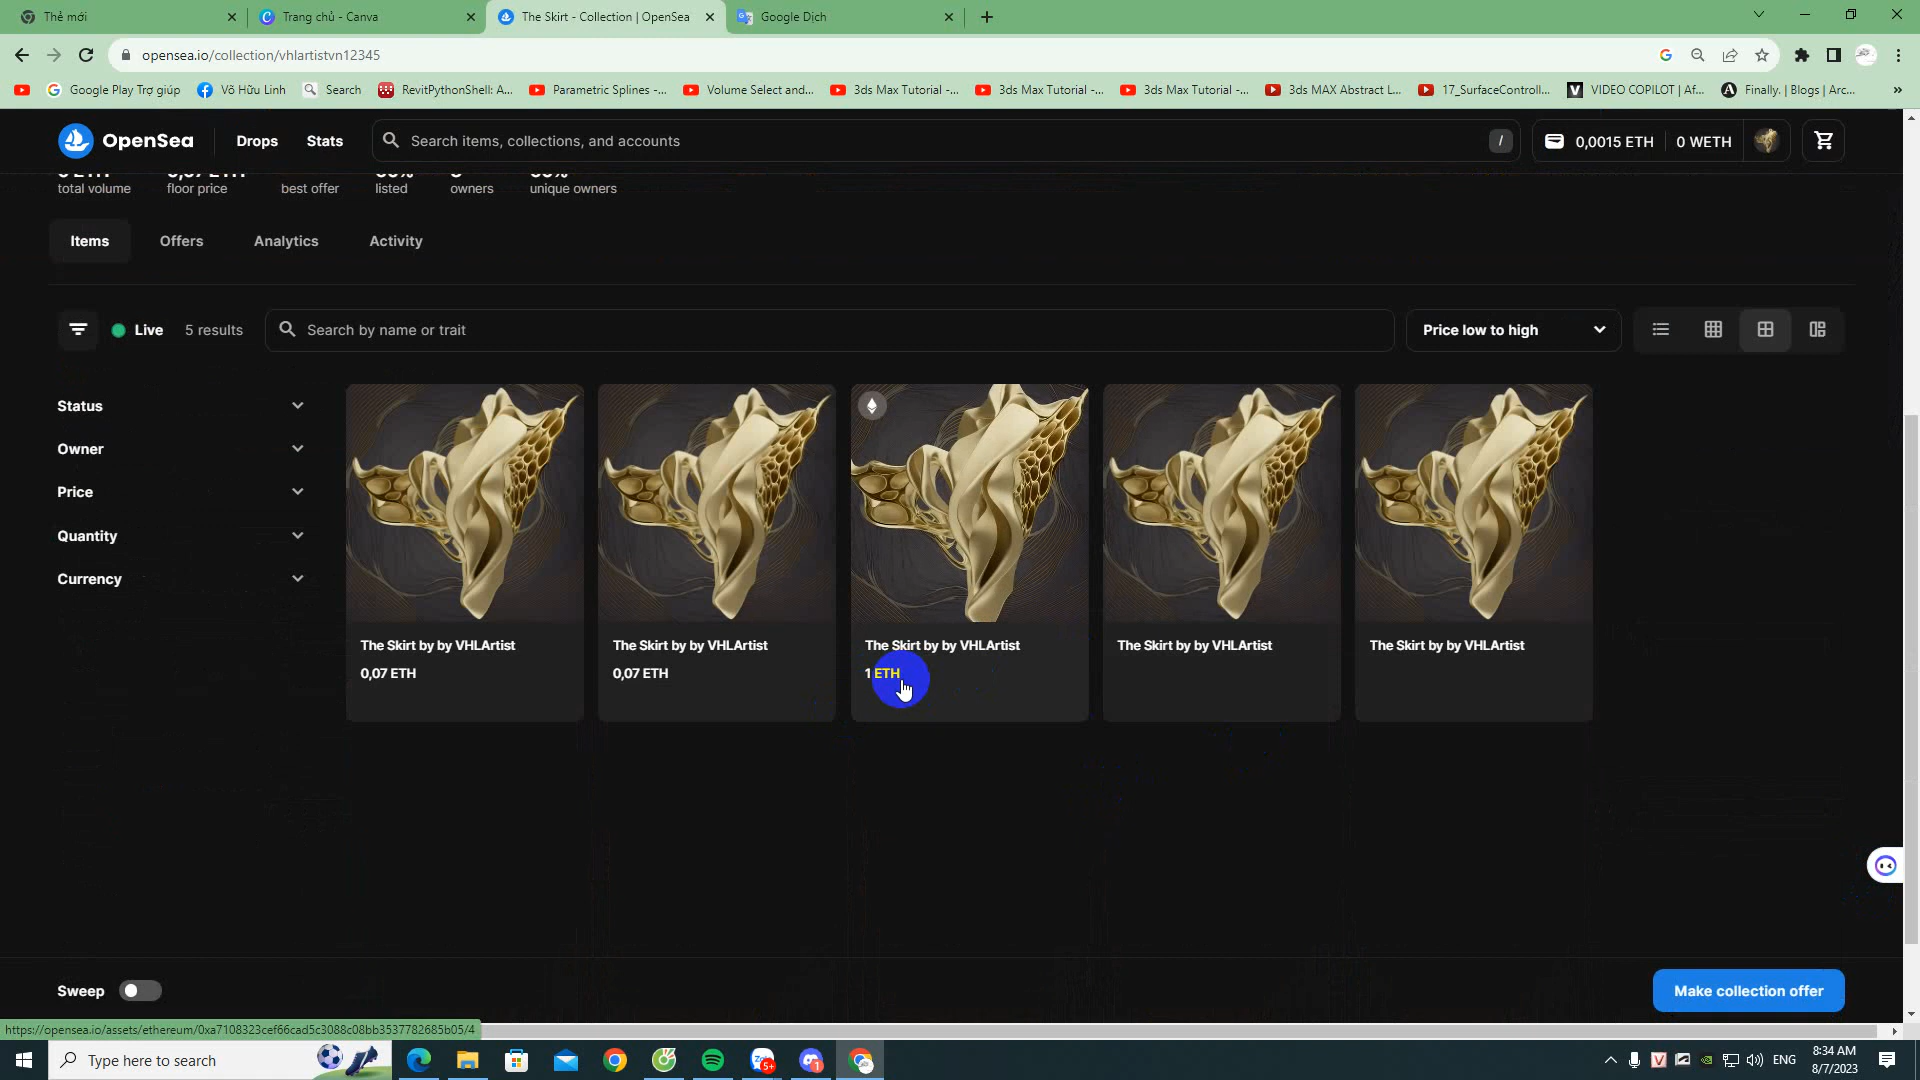 Thẻ mới
Trang chủ - Canva
The Skirt - Collection | OpenSea
Google Dịch
opensea.io/collection/vhlartistvn12345
Google Play Trợ giúp
Võ Hữu Linh
Search
RevitPythonShell: A...
Parametric Splines -...
Volume Select and...
3ds Max Tutorial -...
3ds Max Tutorial -...
3ds Max Tutorial -...
3ds MAX Abstract L...
17_SurfaceControll...
VIDEO COPILOT | Af...
Finally. | Blogs | Arc...
OpenSea
Drops
Stats
Search items, collections, and accounts
/
0,0015 ETH
0 WETH
total volume
floor price
best offer
listed
owners
unique owners
Items
Offers
Analytics
Activity
Live
5 results
Search by name or trait
Price low to high
Status
Owner
Price
Quantity
Currency
The Skirt by by VHLArtist
0,07 ETH
The Skirt by by VHLArtist
0,07 ETH
The Skirt by by VHLArtist
1 ETH
The Skirt by by VHLArtist
The Skirt by by VHLArtist
Sweep
Make collection offer
https://opensea.io/assets/ethereum/0xa7108323cef66cad5c3088c08bb3537782685b05/4
Type here to search
Zalo
5+
1
ENG
8:34 AM
8/7/2023